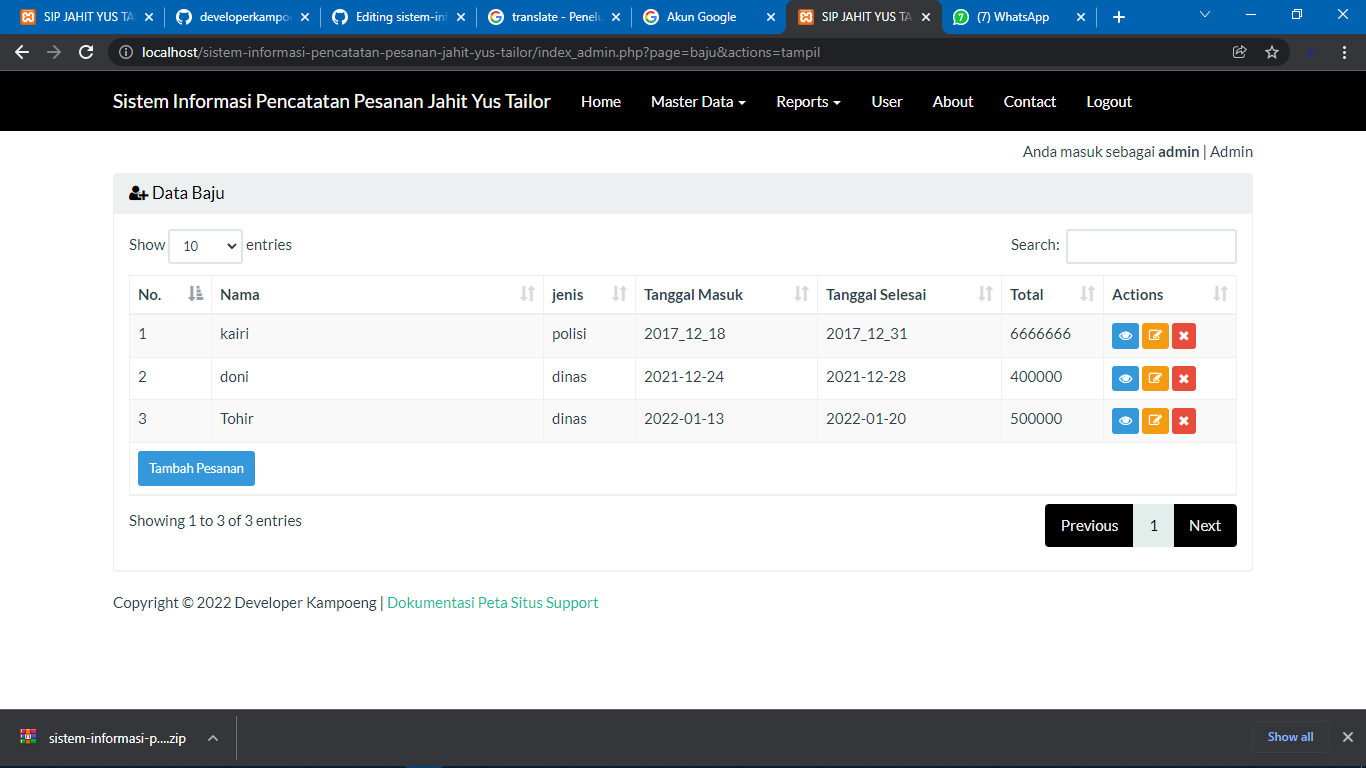 SIP JAHIT YUS TA developerkampo Editing sistem-inf translate - Penelu Akun Google SIP JAHIT YUS TA (7) WhatsApp
localhost/sistem-informasi-pencatatan-pesanan-jahit-yus-tailor/index_admin.php?page=baju&actions=tampil
Sistem Informasi Pencatatan Pesanan Jahit Yus Tailor Home Master Data Reports User About Contact Logout
Anda masuk sebagai admin | Admin
Data Baju
Show 10 entries Search:
No. Nama jenis Tanggal Masuk Tanggal Selesai Total Actions
1 kairi polisi 2017_12_18 2017_12_31 6666666
2 doni dinas 2021-12-24 2021-12-28 400000
3 Tohir dinas 2022-01-13 2022-01-20 500000
Tambah Pesanan
Showing 1 to 3 of 3 entries Previous 1 Next
Copyright © 2022 Developer Kampoeng | Dokumentasi Peta Situs Support
sistem-informasi-p....zip Show all